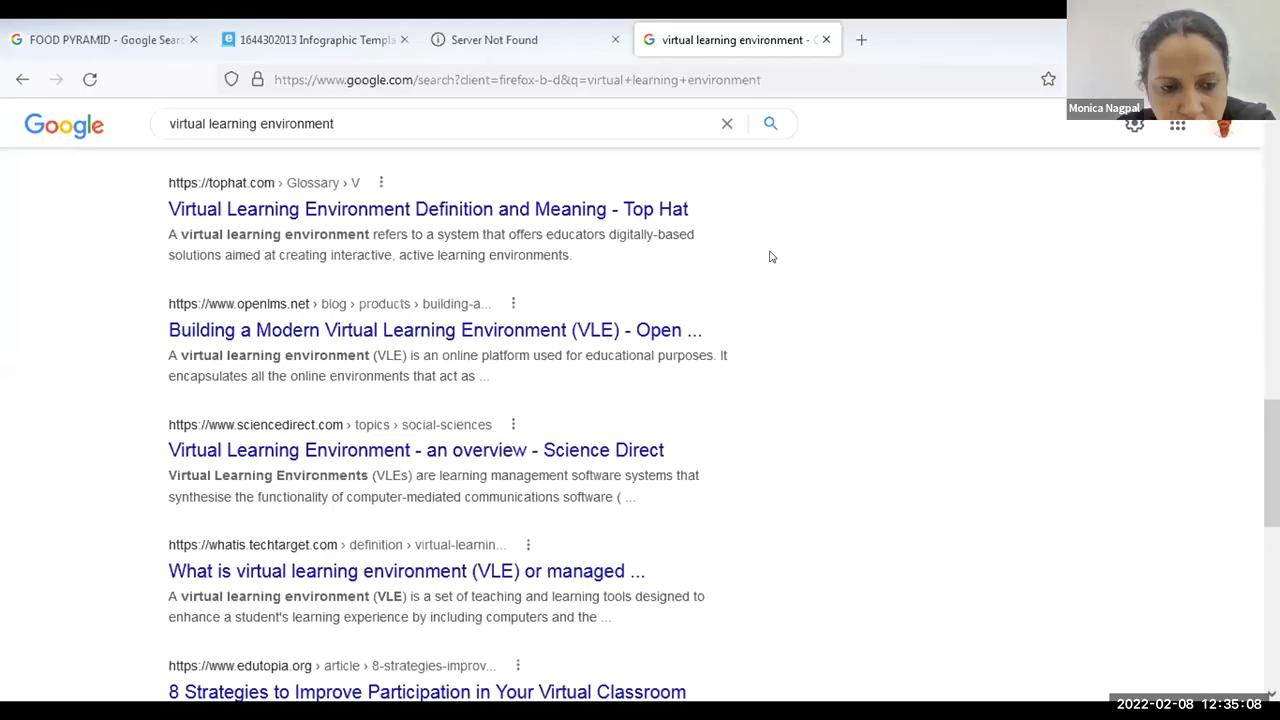 FOOD PYRAMID - Google Searc
1644302013 Infographic Templa
Server Not Found
virtual learning environment -
https://www.google.com/search?client=firefox-b-d&q=virtual+learning+environment
Monica Nagpal
Google
virtual learning environment
https://tophat.com › Glossary › V
Virtual Learning Environment Definition and Meaning - Top Hat
A virtual learning environment refers to a system that offers educators digitally-based
solutions aimed at creating interactive, active learning environments.
https://www.openlms.net › blog › products › building-a...
Building a Modern Virtual Learning Environment (VLE) - Open ...
A virtual learning environment (VLE) is an online platform used for educational purposes. It
encapsulates all the online environments that act as ...
https://www.sciencedirect.com › topics › social-sciences
Virtual Learning Environment - an overview - Science Direct
Virtual Learning Environments (VLEs) are learning management software systems that
synthesise the functionality of computer-mediated communications software ( ...
https://whatis.techtarget.com › definition › virtual-learnin...
What is virtual learning environment (VLE) or managed ...
A virtual learning environment (VLE) is a set of teaching and learning tools designed to
enhance a student's learning experience by including computers and the ...
https://www.edutopia.org › article › 8-strategies-improv...
8 Strategies to Improve Participation in Your Virtual Classroom
2022-02-08 12:35:08